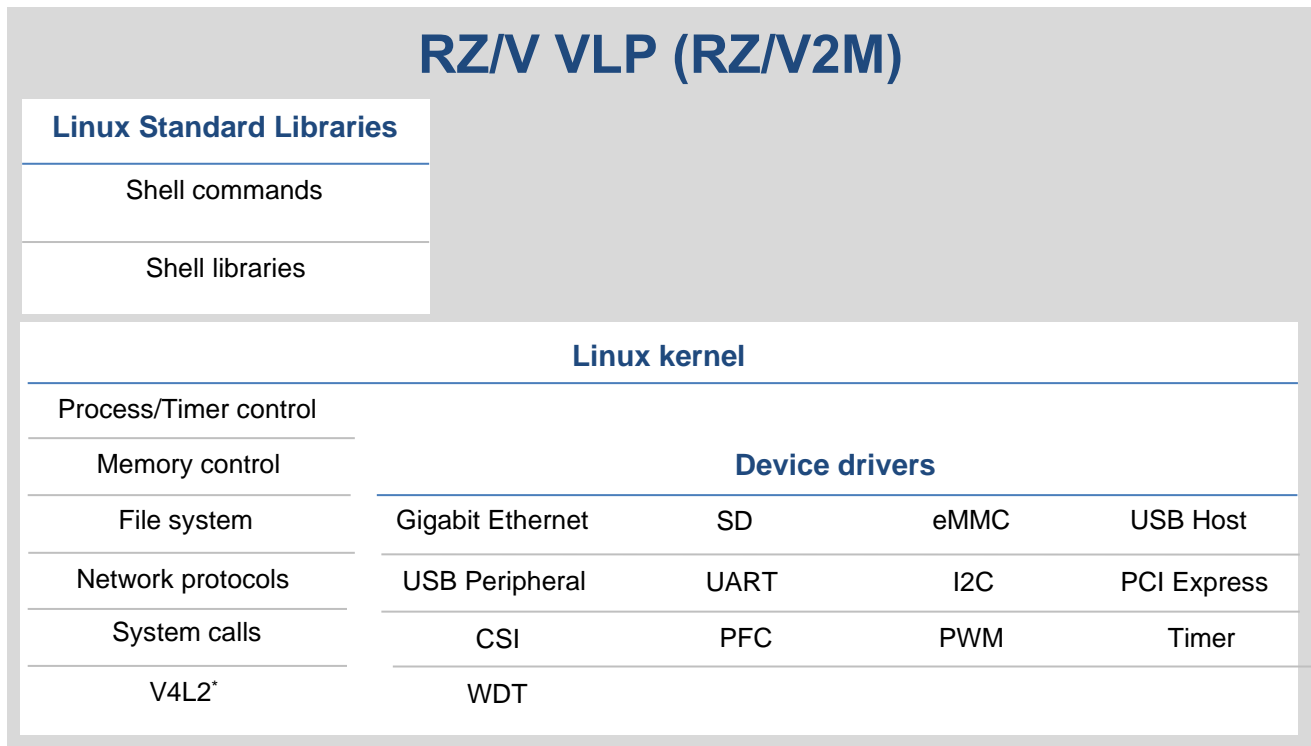 RZ/V VLP (RZ/V2M)
Linux Standard Libraries
Shell commands
Shell libraries
Linux kernel
Process/Timer control
Memory control
File system
Network protocols
System calls
V4L2*
Device drivers
Gigabit Ethernet SD eMMC USB Host
USB Peripheral UART I2C PCI Express
CSI PFC PWM Timer
WDT